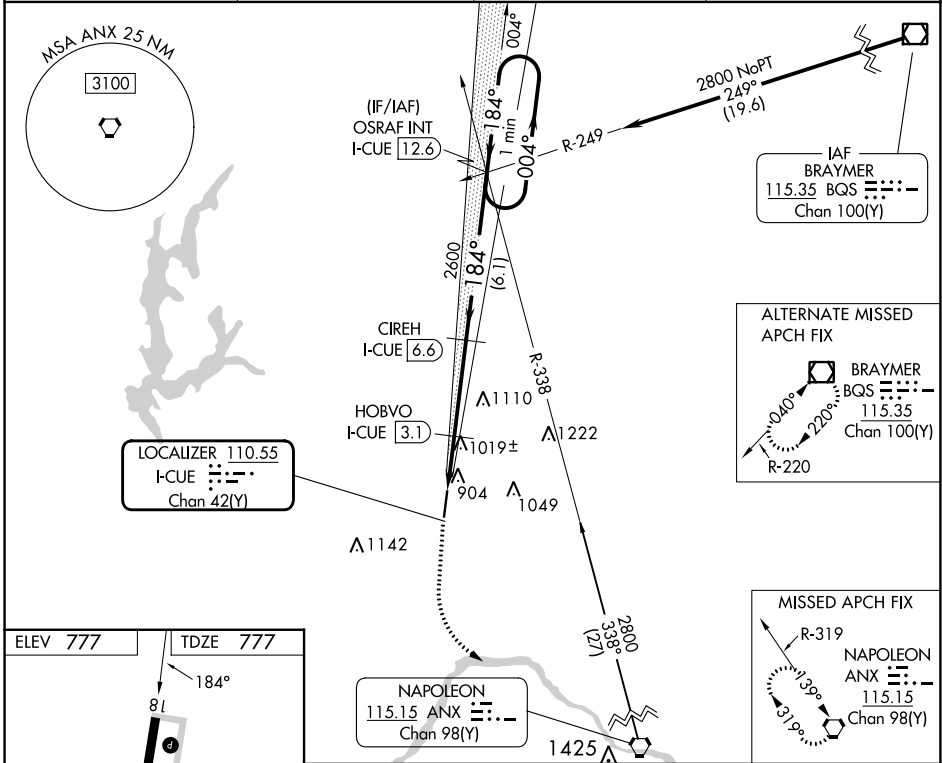 MSA ANX 25 NM
3100
(IF/IAF)
OSRAF INT
I-CUE 12.6
004°
184°
1 min
004°
2800 NoPT
249°
(19.6)
R-249
IAF
BRAYMER
115.35 BQS
Chan 100(Y)
2600
184°
(6.1)
CIREH
I-CUE 6.6
R-338
HOBVO
I-CUE 3.1
1110
1222
1019±
904
1049
1142
LOCALIZER 110.55
I-CUE
Chan 42(Y)
ALTERNATE MISSED
APCH FIX
BRAYMER
BQS
115.35
Chan 100(Y)
040°
220°
R-220
2800
338°
(27)
NAPOLEON
115.15 ANX
Chan 98(Y)
1425
MISSED APCH FIX
R-319
NAPOLEON
ANX
115.15
Chan 98(Y)
139°
319°
ELEV 777
TDZE 777
184°
18
P